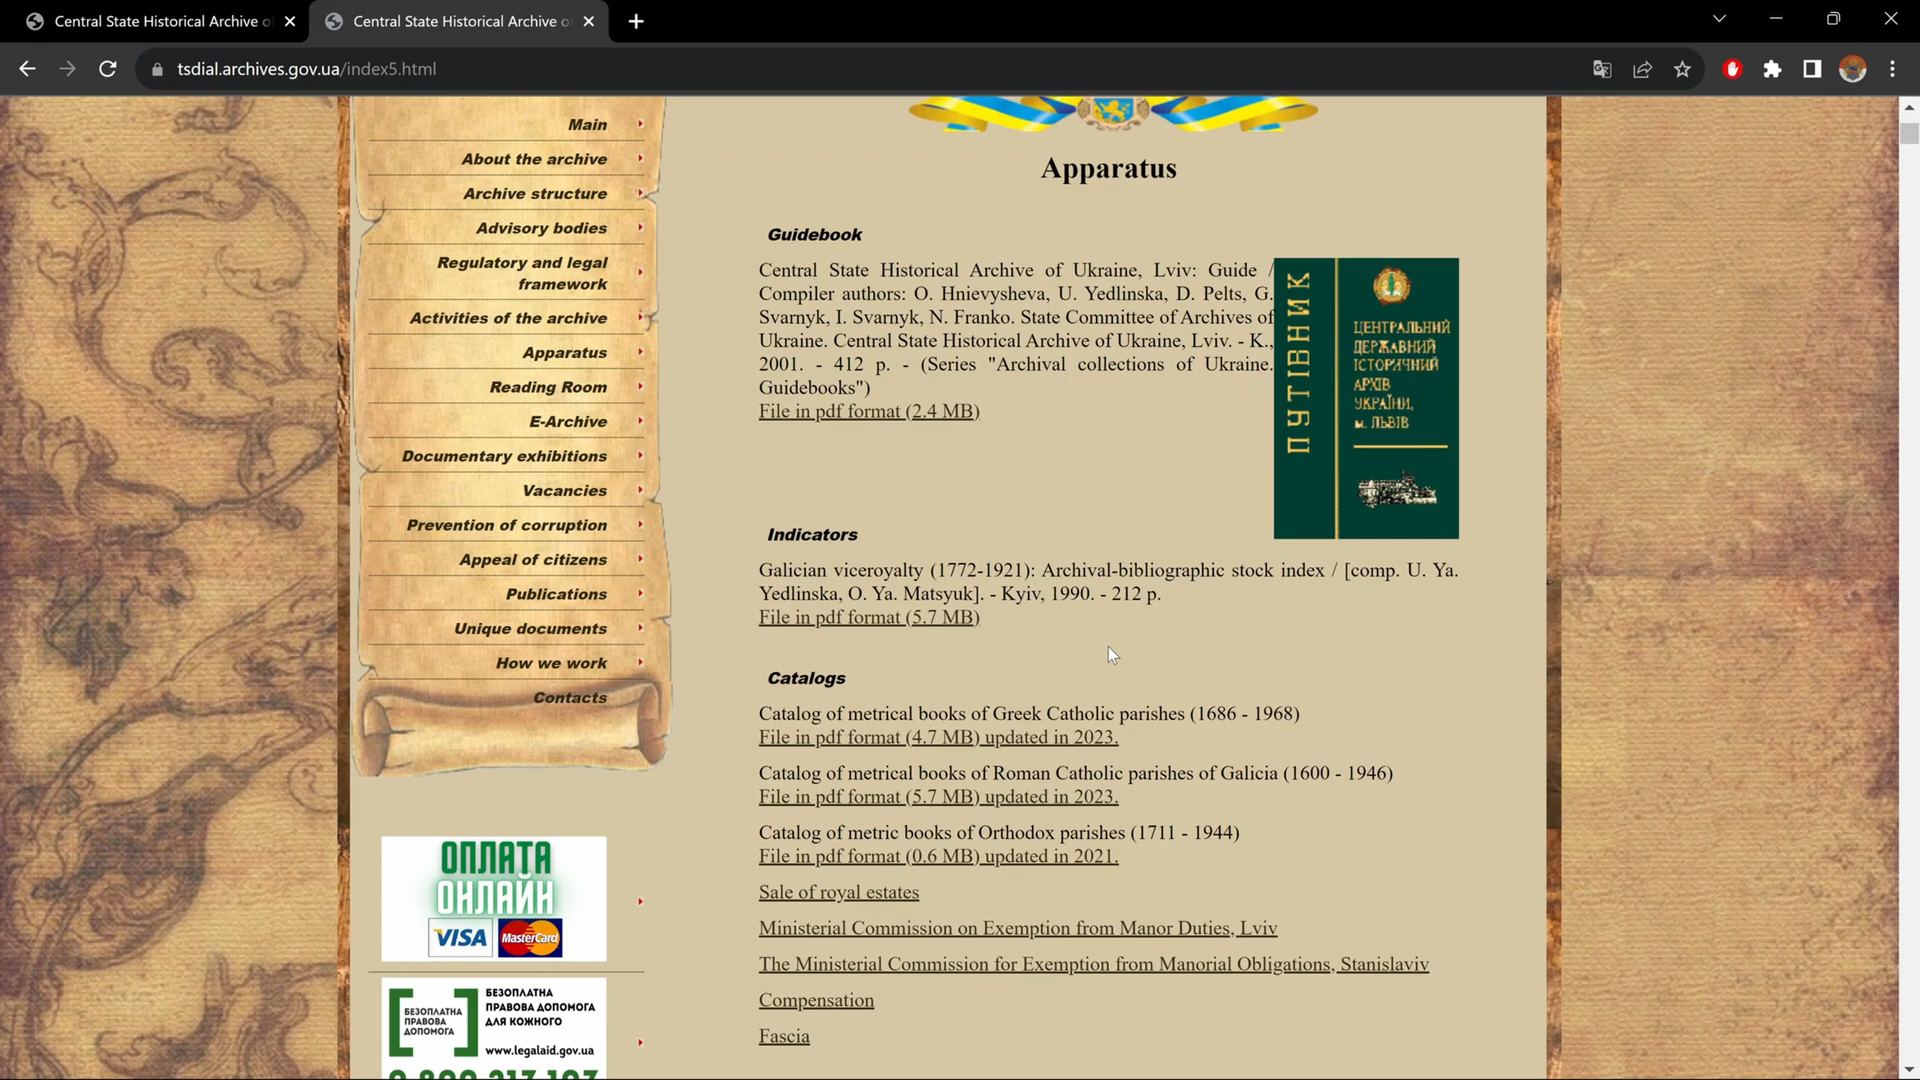 Central State Historical Archive o
Central State Historical Archive o
tsdial.archives.gov.ua/index5.html
Main
About the archive
Archive structure
Advisory bodies
Regulatory and legal
framework
Activities of the archive
Apparatus
Reading Room
E-Archive
Documentary exhibitions
Vacancies
Prevention of corruption
Appeal of citizens
Publications
Unique documents
How we work
Contacts
ОПЛАТА
ОНЛАЙН
VISA
MasterCard
БЕЗОПЛАТНА
ПРАВОВА
ДОПОМОГА
БЕЗОПЛАТНА
ПРАВОВА ДОПОМОГА
ДЛЯ КОЖНОГО
www.legalaid.gov.ua
0 800 213 103
Apparatus
Guidebook
Central State Historical Archive of Ukraine, Lviv: Guide /
Compiler authors: O. Hnievysheva, U. Yedlinska, D. Pelts, G.
Svarnyk, I. Svarnyk, N. Franko. State Committee of Archives of
Ukraine. Central State Historical Archive of Ukraine, Lviv. - K.,
2001. - 412 p. - (Series "Archival collections of Ukraine.
Guidebooks")
File in pdf format (2.4 MB)
ПУТІВНИК
ЦЕНТРАЛЬНИЙ
ДЕРЖАВНИЙ
ІСТОРИЧНИЙ
АРХІВ
УКРАЇНИ,
м. ЛЬВІВ
Indicators
Galician viceroyalty (1772-1921): Archival-bibliographic stock index / [comp. U. Ya.
Yedlinska, O. Ya. Matsyuk]. - Kyiv, 1990. - 212 p.
File in pdf format (5.7 MB)
Catalogs
Catalog of metrical books of Greek Catholic parishes (1686 - 1968)
File in pdf format (4.7 MB) updated in 2023.
Catalog of metrical books of Roman Catholic parishes of Galicia (1600 - 1946)
File in pdf format (5.7 MB) updated in 2023.
Catalog of metric books of Orthodox parishes (1711 - 1944)
File in pdf format (0.6 MB) updated in 2021.
Sale of royal estates
Ministerial Commission on Exemption from Manor Duties, Lviv
The Ministerial Commission for Exemption from Manorial Obligations, Stanislaviv
Compensation
Fascia